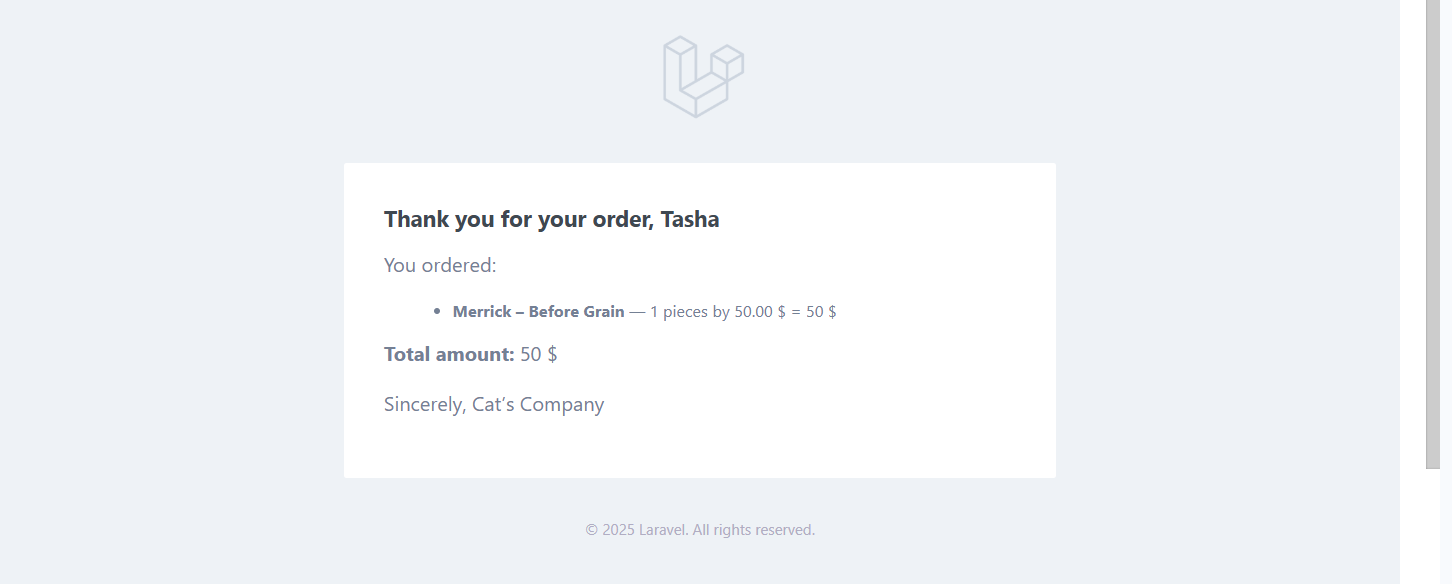 Thank you for your order, Tasha
You ordered:
• Merrick – Before Grain — 1 pieces by 50.00 $ = 50 $
Total amount: 50 $
Sincerely, Cat’s Company
© 2025 Laravel. All rights reserved.